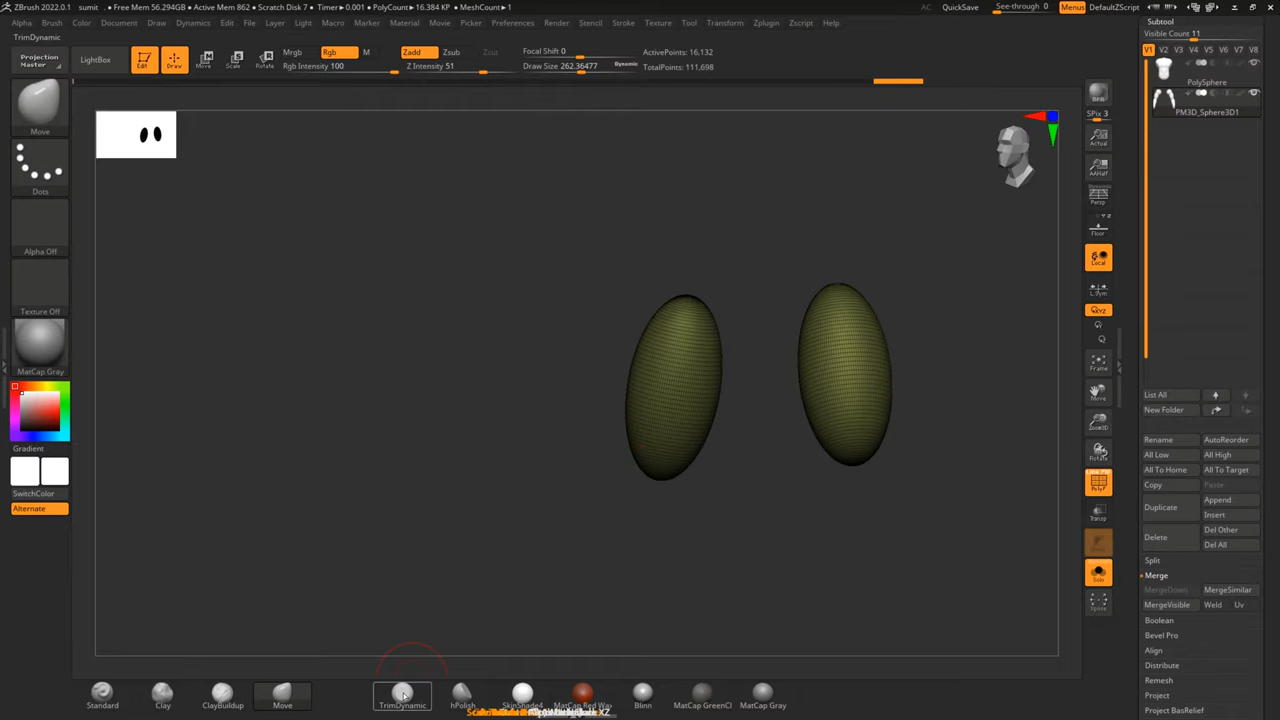 ZBrush 2022.0.1 sumit • Free Mem 56.294GB • Active Mem 862 • Scratch Disk 7 • Timer▸0.001 • PolyCount▸16.384 KP • MeshCount▸1
AC QuickSave See-through 0 Menus DefaultZScript
Alpha Brush Color Document Draw Dynamics Edit File Layer Light Macro Marker Material Movie Picker Preferences Render Stencil Stroke Texture Tool Transform Zplugin Zscript Help
TrimDynamic
Projection Master
LightBox
Edit
Draw
Move
Scale
Rotate
Mrgb Rgb M
Rgb Intensity 100
Zadd Zsub Zcut
Z Intensity 51
Focal Shift 0
Draw Size 262.36477 Dynamic
ActivePoints: 16,132
TotalPoints: 111,698
Move
Dots
Alpha Off
Texture Off
MatCap Gray
Gradient
SwitchColor
Alternate
BPR
SPix 3
Actual
AAHalf
Dynamic
Persp
Floor
Local
L.Sym
XYZ
Frame
Move
Zoom3D
Rotate
Line Fill
PolyF
Transp
Solo
Xpose
Subtool
Visible Count 11
V1 V2 V3 V4 V5 V6 V7 V8
PolySphere
PM3D_Sphere3D1
List All
New Folder
Rename AutoReorder
All Low All High
All To Home All To Target
Copy Paste
Duplicate Append
Insert
Delete Del Other
Del All
Split
Merge
MergeDown MergeSimilar
MergeVisible Weld Uv
Boolean
Bevel Pro
Align
Distribute
Remesh
Project
Project BasRelief
Standard Clay ClayBuildup Move TrimDynamic hPolish SkinShade4 MatCap Red Wax Blinn MatCap GreenCl MatCap Gray